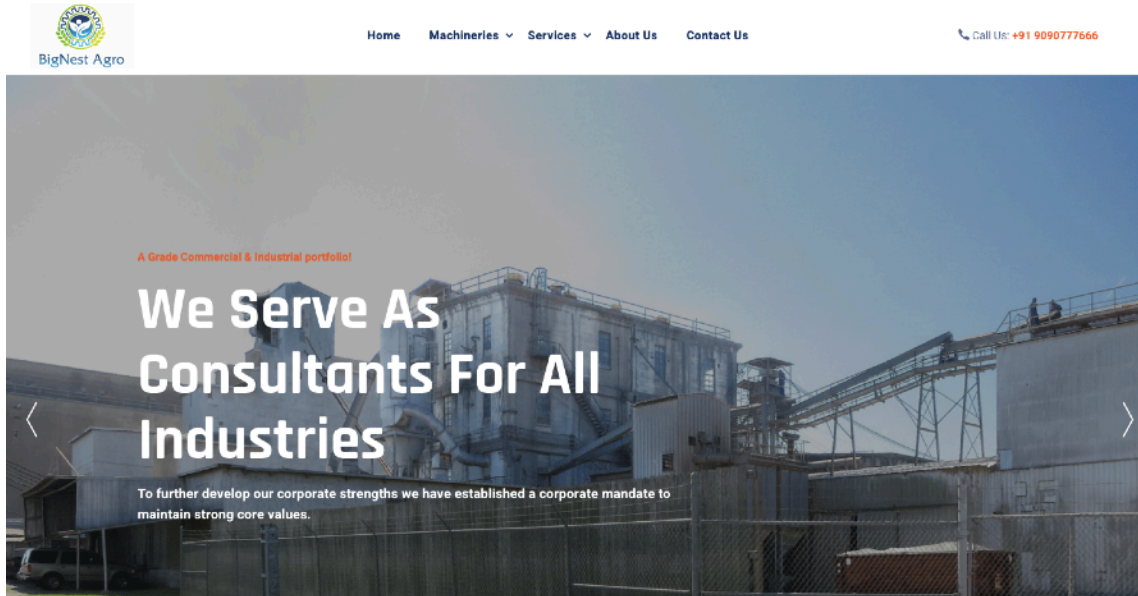 BigNest Agro
Home Machineries Services About Us Contact Us
Call Us: +91 9090777666
A Grade Commercial & Industrial portfolio!
We Serve As
Consultants For All
Industries
To further develop our corporate strengths we have established a corporate mandate to
maintain strong core values.